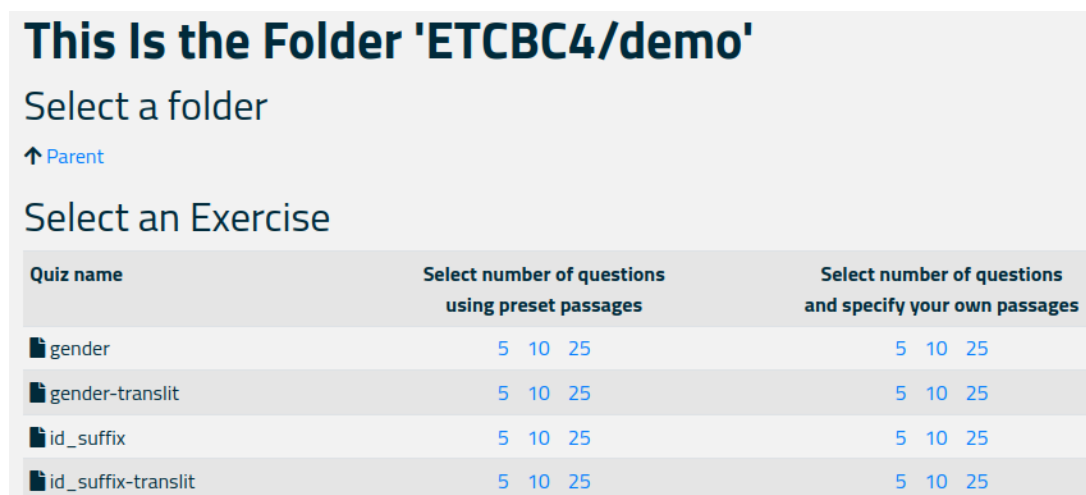 This Is the Folder 'ETCBC4/demo'
Select a folder
Parent
Select an Exercise
Quiz name Select number of questions using preset passages Select number of questions and specify your own passages
gender 5 10 25 5 10 25
gender-translit 5 10 25 5 10 25
id_suffix 5 10 25 5 10 25
id_suffix-translit 5 10 25 5 10 25